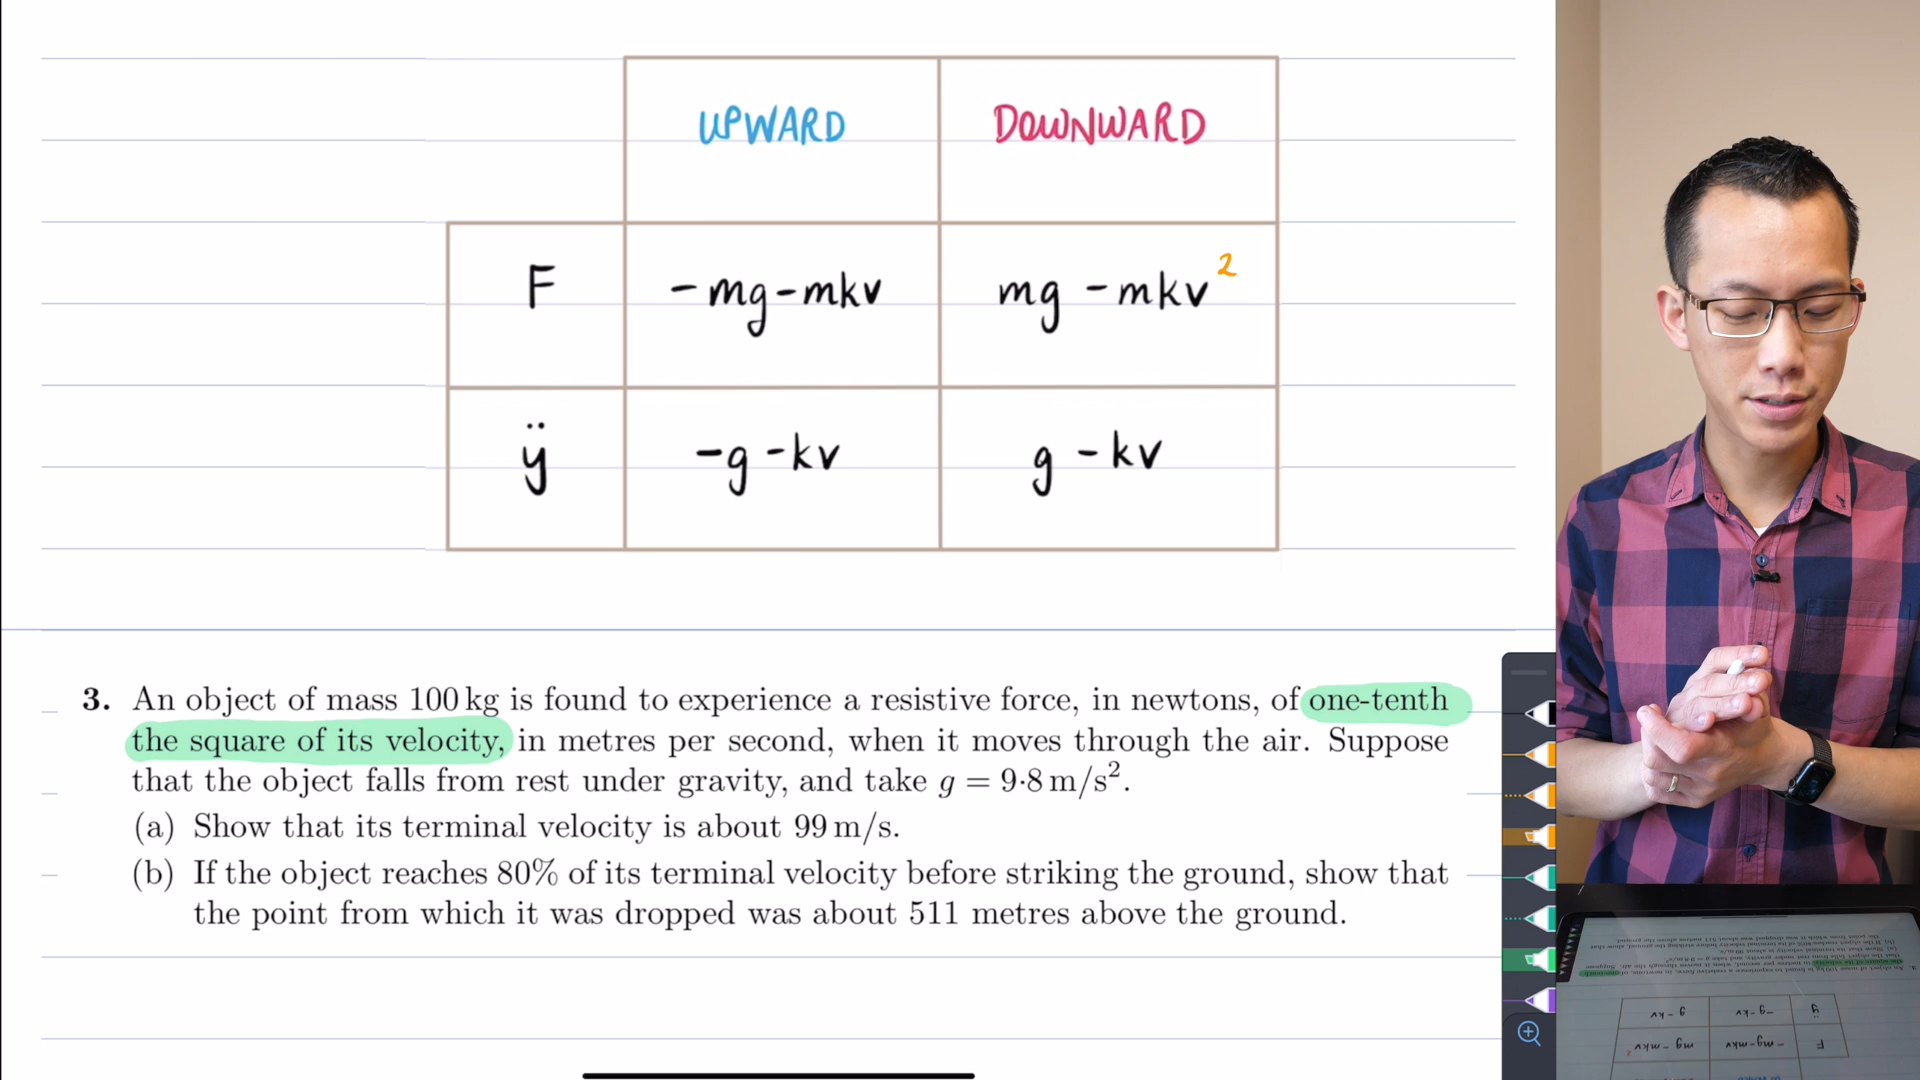 UPWARD DOWNWARD
F -mg-mkv mg -mkv²
ÿ -g -kv g -kv
3. An object of mass 100 kg is found to experience a resistive force, in newtons, of one-tenth
the square of its velocity, in metres per second, when it moves through the air. Suppose
that the object falls from rest under gravity, and take g = 9·8 m/s².
(a) Show that its terminal velocity is about 99 m/s.
(b) If the object reaches 80% of its terminal velocity before striking the ground, show that
the point from which it was dropped was about 511 metres above the ground.